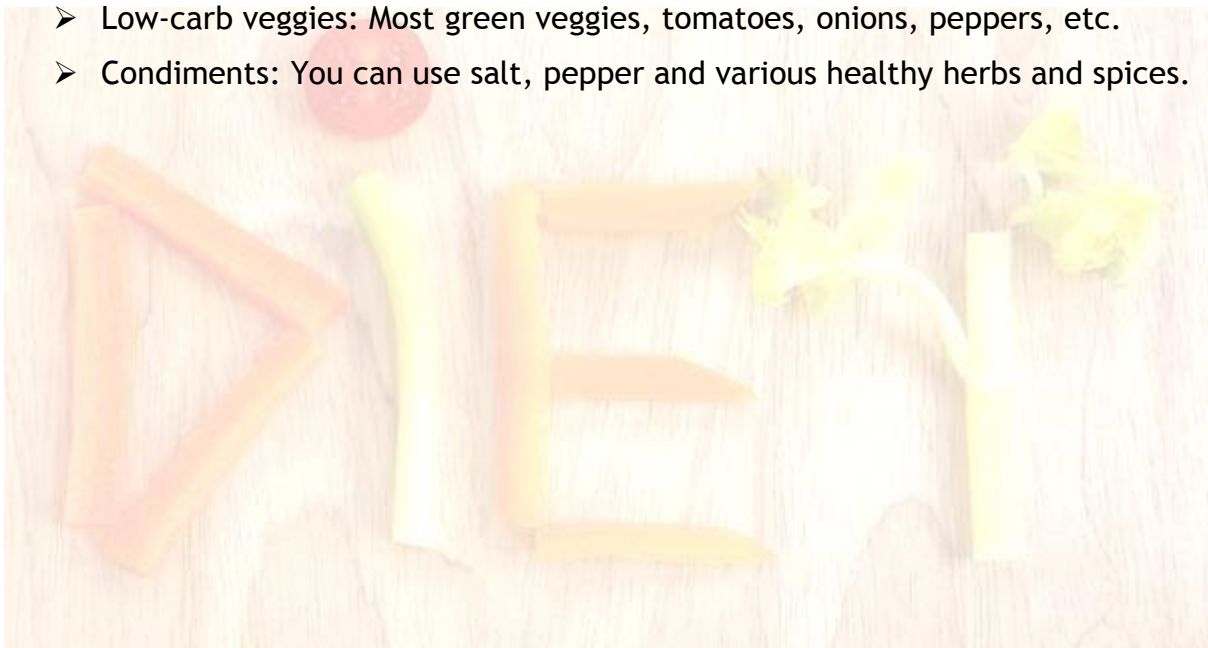 ➢ Low-carb veggies: Most green veggies, tomatoes, onions, peppers, etc.
➢ Condiments: You can use salt, pepper and various healthy herbs and spices.
DIET